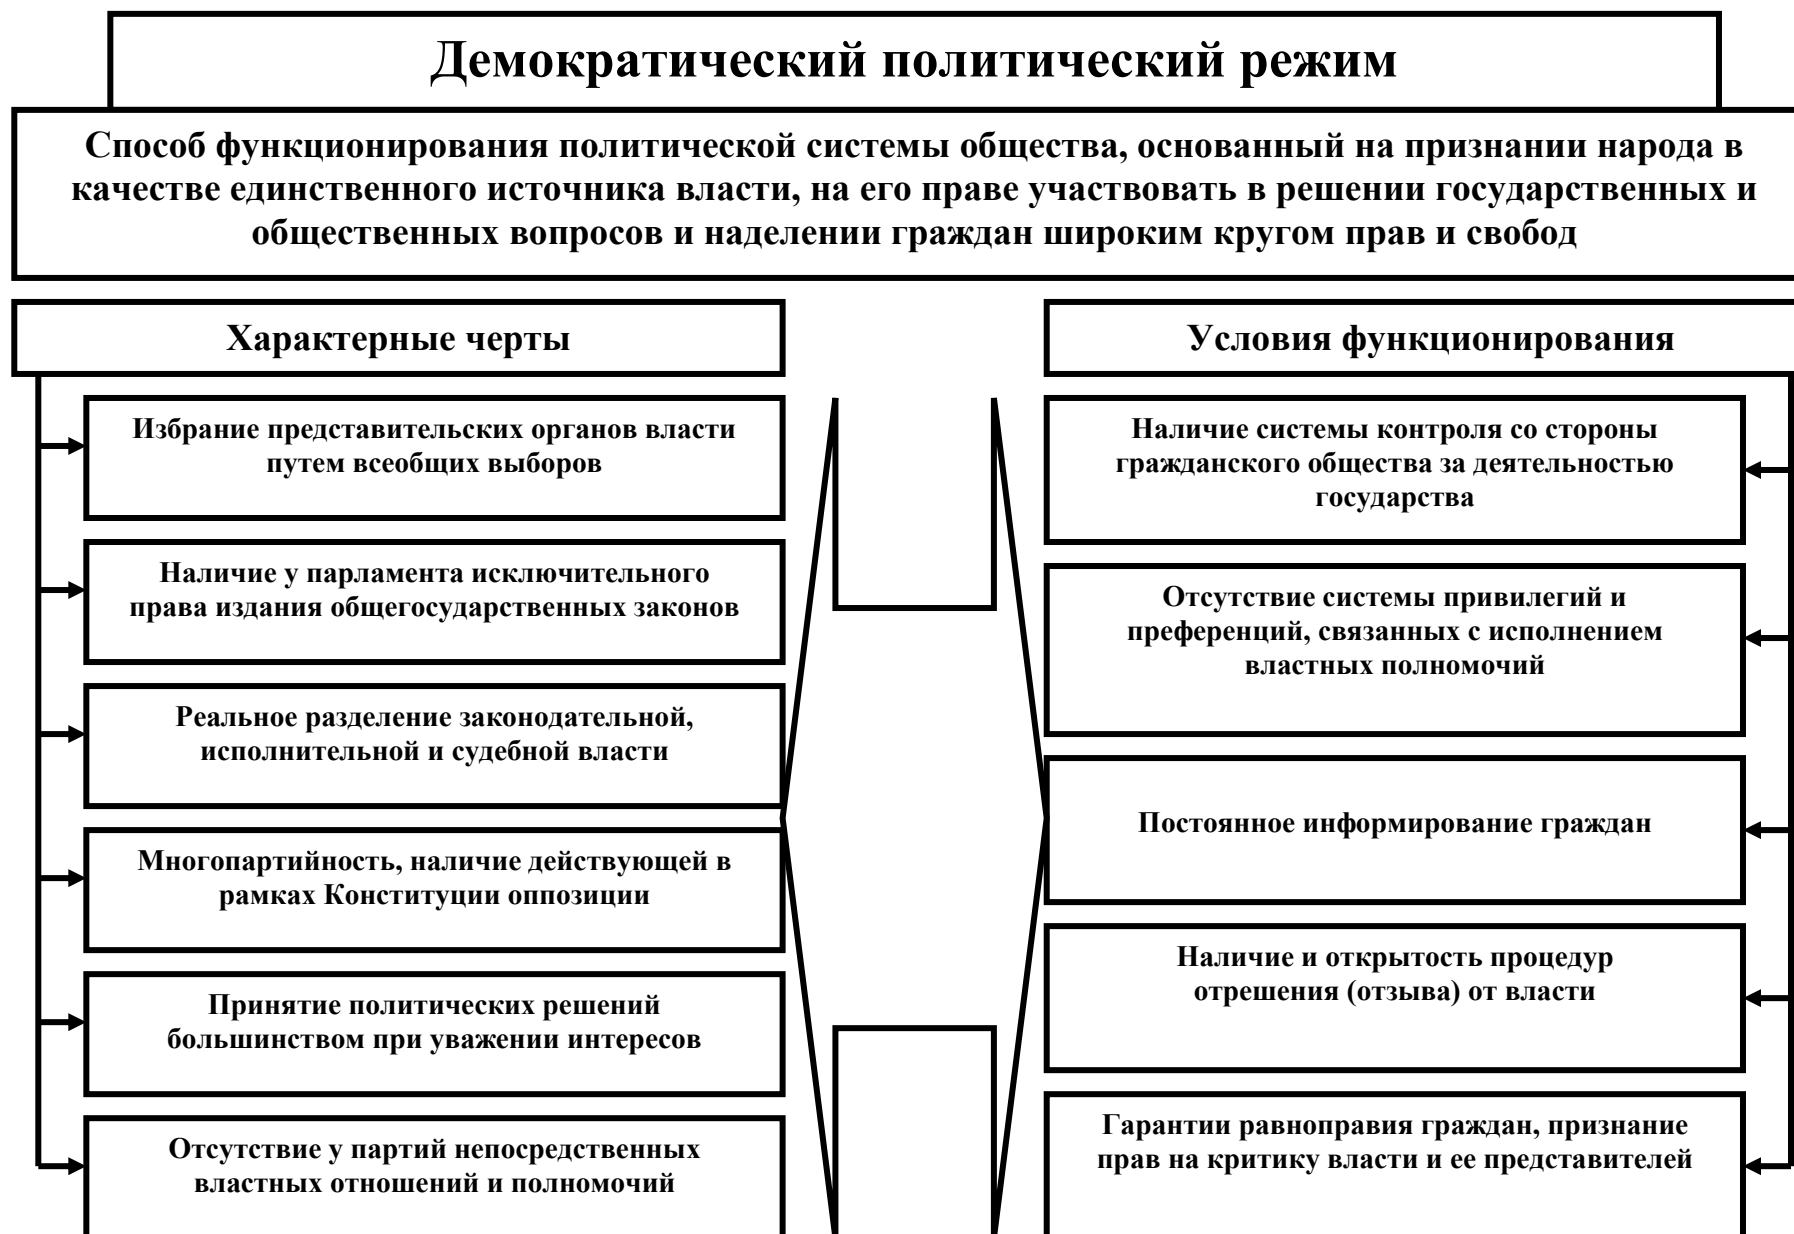 Демократический политический режим
Способ функционирования политической системы общества, основанный на признании народа в
качестве единственного источника власти, на его праве участвовать в решении государственных и
общественных вопросов и наделении граждан широким кругом прав и свобод
Характерные черты
Избрание представительских органов власти
путем всеобщих выборов
Наличие у парламента исключительного
права издания общегосударственных законов
Реальное разделение законодательной,
исполнительной и судебной власти
Многопартийность, наличие действующей в
рамках Конституции оппозиции
Принятие политических решений
большинством при уважении интересов
Отсутствие у партий непосредственных
властных отношений и полномочий
Условия функционирования
Наличие системы контроля со стороны
гражданского общества за деятельностью
государства
Отсутствие системы привилегий и
преференций, связанных с исполнением
властных полномочий
Постоянное информирование граждан
Наличие и открытость процедур
отрешения (отзыва) от власти
Гарантии равноправия граждан, признание
прав на критику власти и ее представителей